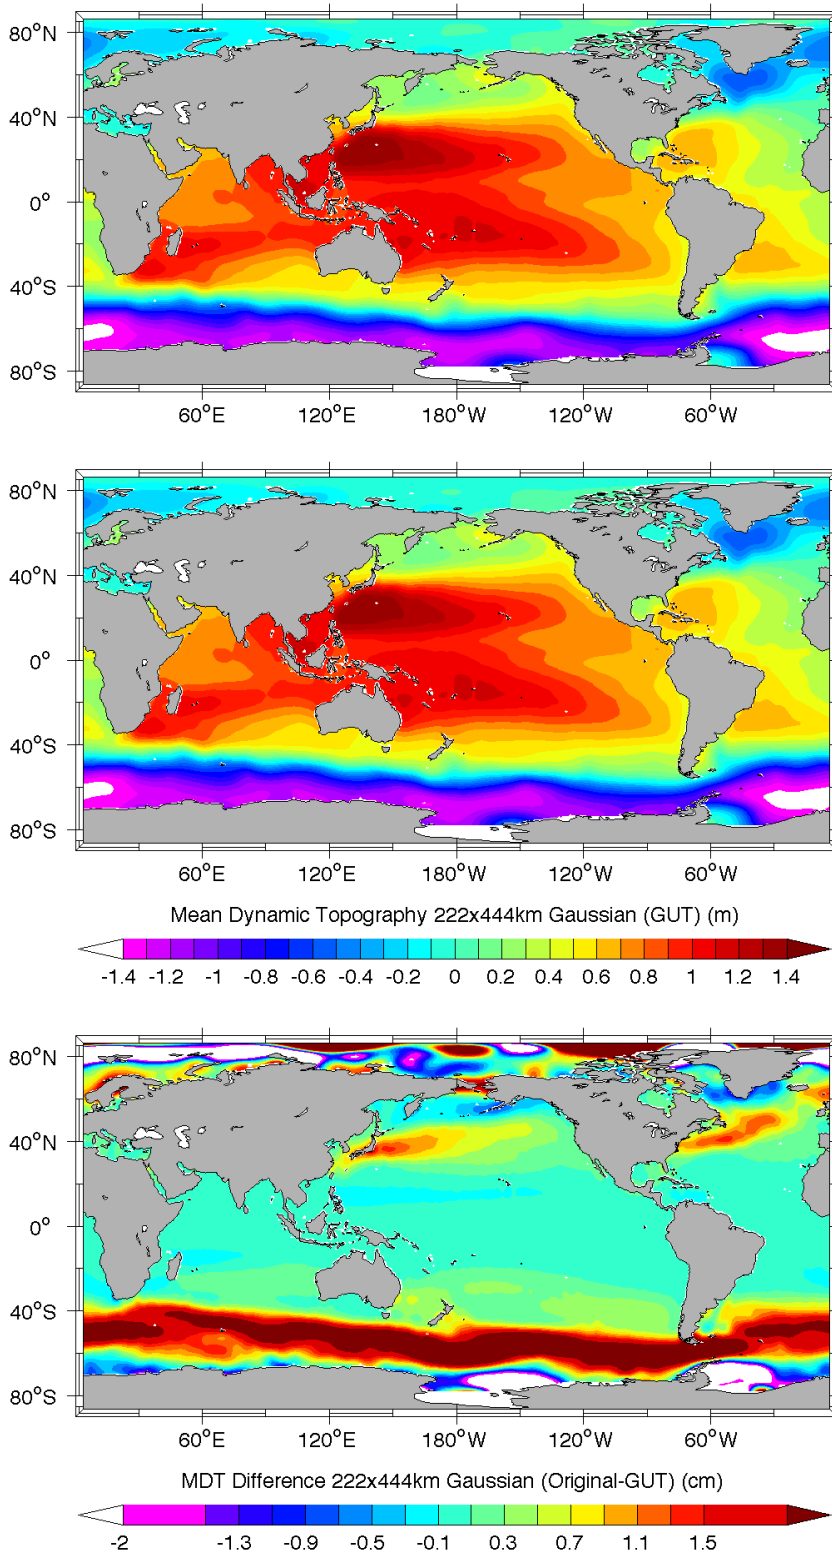 80°N
40°N
0°
40°S
80°S
60°E 120°E 180°W 120°W 60°W
80°N
40°N
0°
40°S
80°S
60°E 120°E 180°W 120°W 60°W
Mean Dynamic Topography 222x444km Gaussian (GUT) (m)
-1.4 -1.2 -1 -0.8 -0.6 -0.4 -0.2 0 0.2 0.4 0.6 0.8 1 1.2 1.4
80°N
40°N
0°
40°S
80°S
60°E 120°E 180°W 120°W 60°W
MDT Difference 222x444km Gaussian (Original-GUT) (cm)
-2 -1.3 -0.9 -0.5 -0.1 0.3 0.7 1.1 1.5